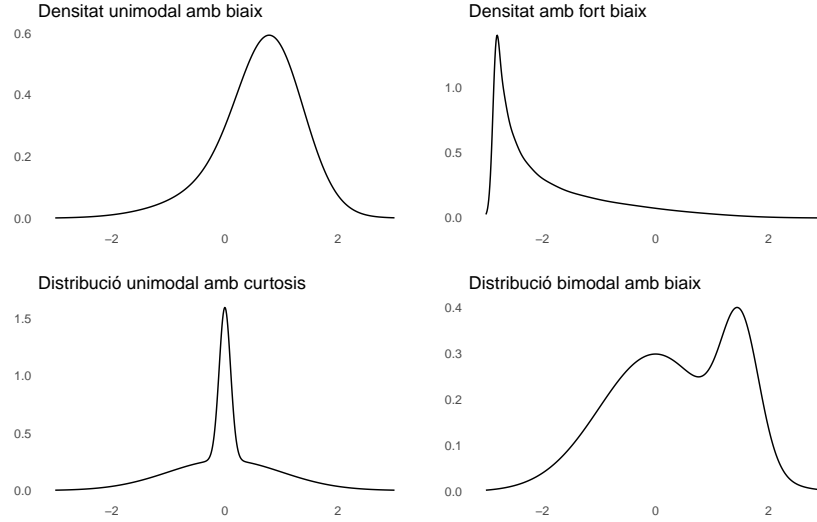 Densitat unimodal amb biaix
0.6
0.4
0.2
0.0
−2 0 2
Densitat amb fort biaix
1.0
0.5
0.0
−2 0 2
Distribució unimodal amb curtosis
1.5
1.0
0.5
0.0
−2 0 2
Distribució bimodal amb biaix
0.4
0.3
0.2
0.1
0.0
−2 0 2